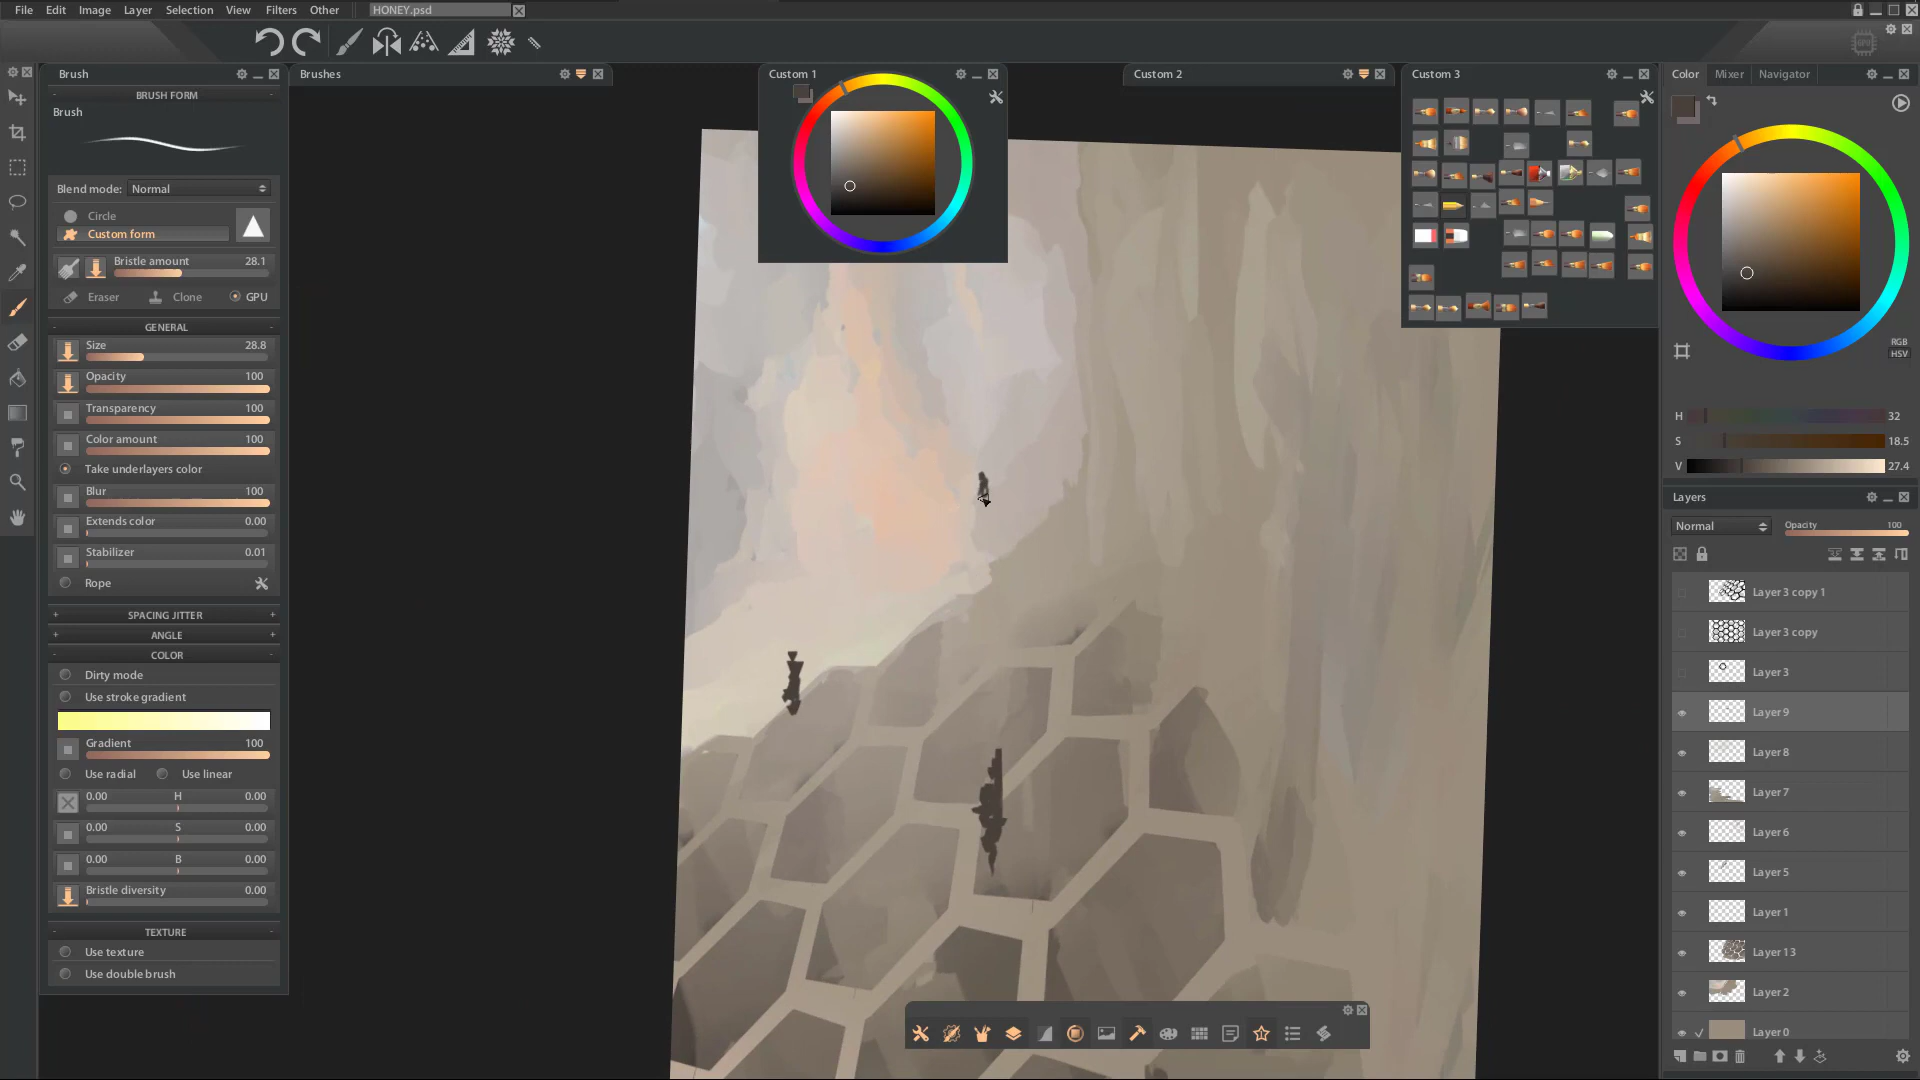 File Edit Image Layer Selection View Filters Other HONEY.psd
Brush
BRUSH FORM
Brush
Blend mode: Normal
Circle
Custom form
Bristle amount 28.1
Eraser Clone GPU
GENERAL
Size 28.8
Opacity 100
Transparency 100
Color amount 100
Take underlayers color
Blur 100
Extends color 0.00
Stabilizer 0.01
Rope
SPACING JITTER
ANGLE
COLOR
Dirty mode
Use stroke gradient
Gradient 100
Use radial Use linear
0.00 H 0.00
0.00 S 0.00
0.00 B 0.00
Bristle diversity 0.00
TEXTURE
Use texture
Use double brush
Brushes
Custom 1
Custom 2
Custom 3
Color Mixer Navigator
RGB
HSV
H 32
S 18.5
V 27.4
Layers
Normal Opacity 100
Layer 3 copy 1
Layer 3 copy
Layer 3
Layer 9
Layer 8
Layer 7
Layer 6
Layer 5
Layer 1
Layer 13
Layer 2
Layer 0